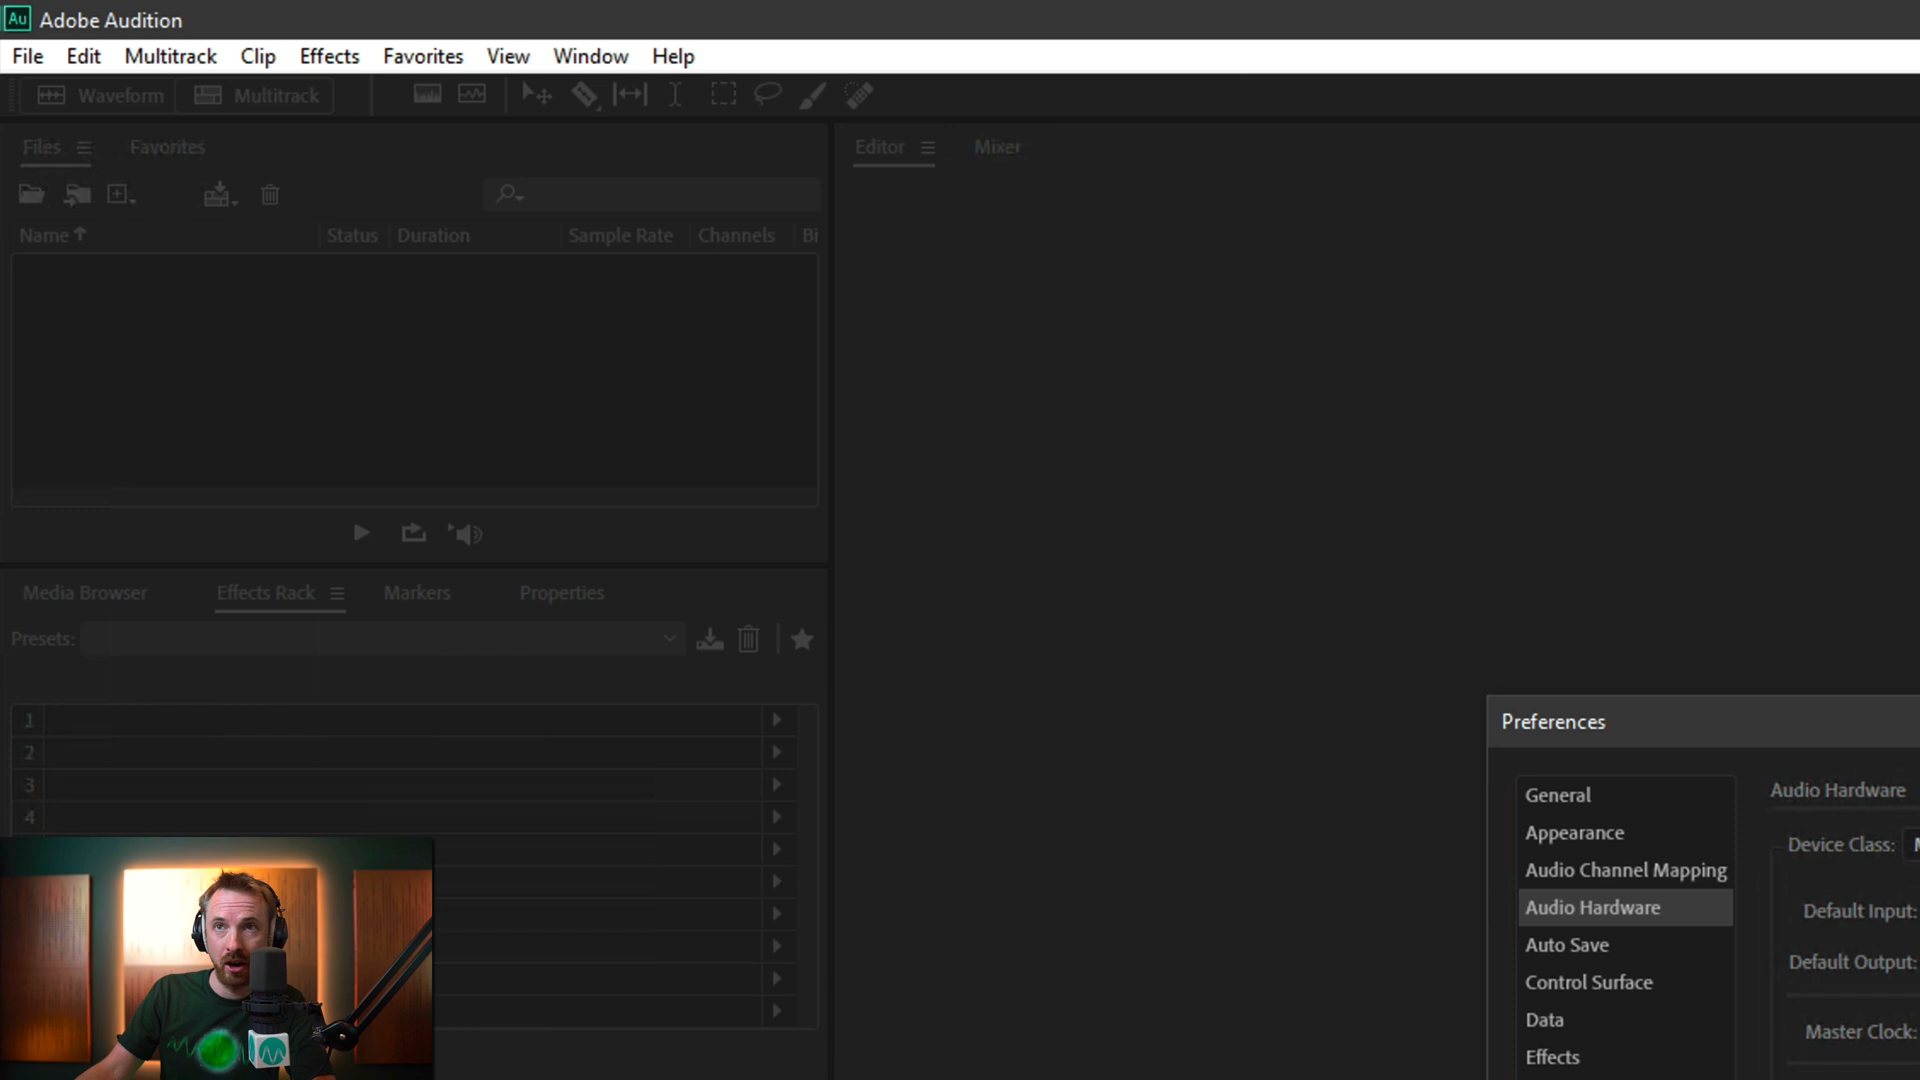 Au Adobe Audition
File Edit Multitrack Clip Effects Favorites View Window Help
Waveform Multitrack
Files Favorites
Editor Mixer
Name Status Duration Sample Rate Channels Bi
Media Browser Effects Rack Markers Properties
Presets:
1
2
3
4
Preferences
General
Appearance
Audio Channel Mapping
Audio Hardware
Auto Save
Control Surface
Data
Effects
Audio Hardware
Device Class:
Default Input:
Default Output:
Master Clock: